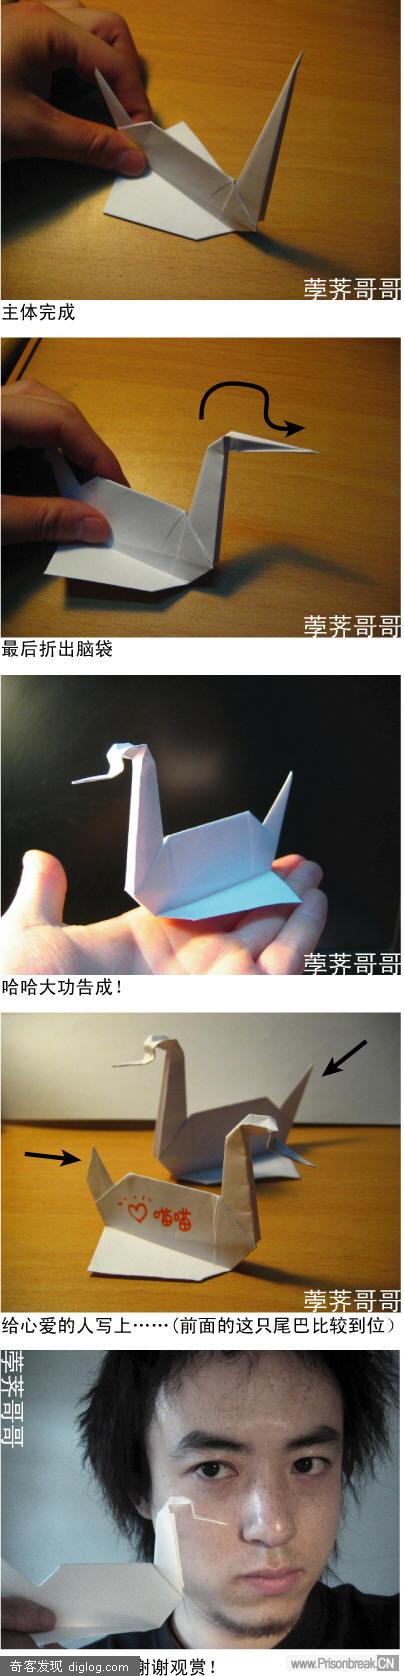 荸荠哥哥
主体完成
荸荠哥哥
最后折出脑袋
荸荠哥哥
哈哈大功告成！
喵喵
荸荠哥哥
给心爱的人写上……(前面的这只尾巴比较到位）
荸荠哥哥
谢谢观赏！
奇客发现 diglog.com
www.Prisonbreak.CN